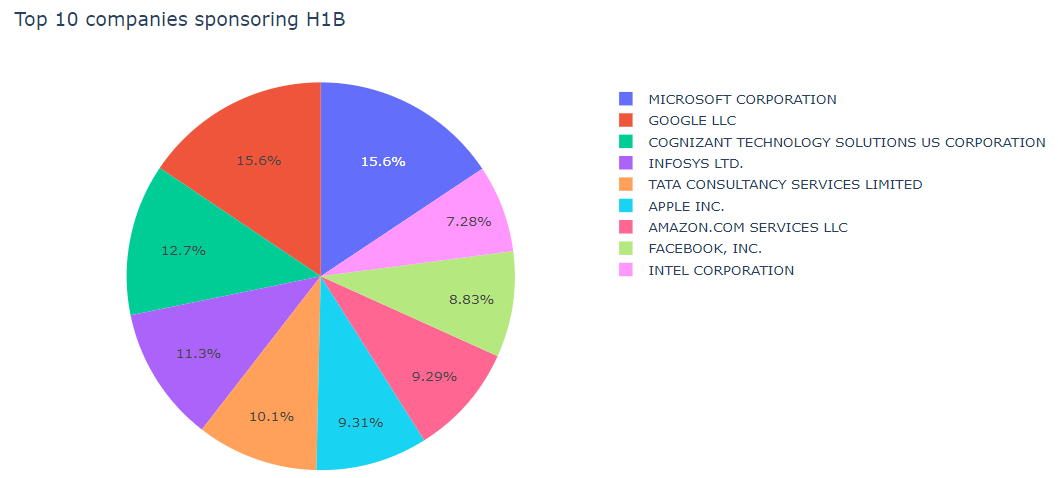 Top 10 companies sponsoring H1B
MICROSOFT CORPORATION
GOOGLE LLC
COGNIZANT TECHNOLOGY SOLUTIONS US CORPORATION
INFOSYS LTD.
TATA CONSULTANCY SERVICES LIMITED
APPLE INC.
AMAZON.COM SERVICES LLC
FACEBOOK, INC.
INTEL CORPORATION
15.6%
15.6%
7.28%
12.7%
8.83%
11.3%
9.29%
10.1%
9.31%